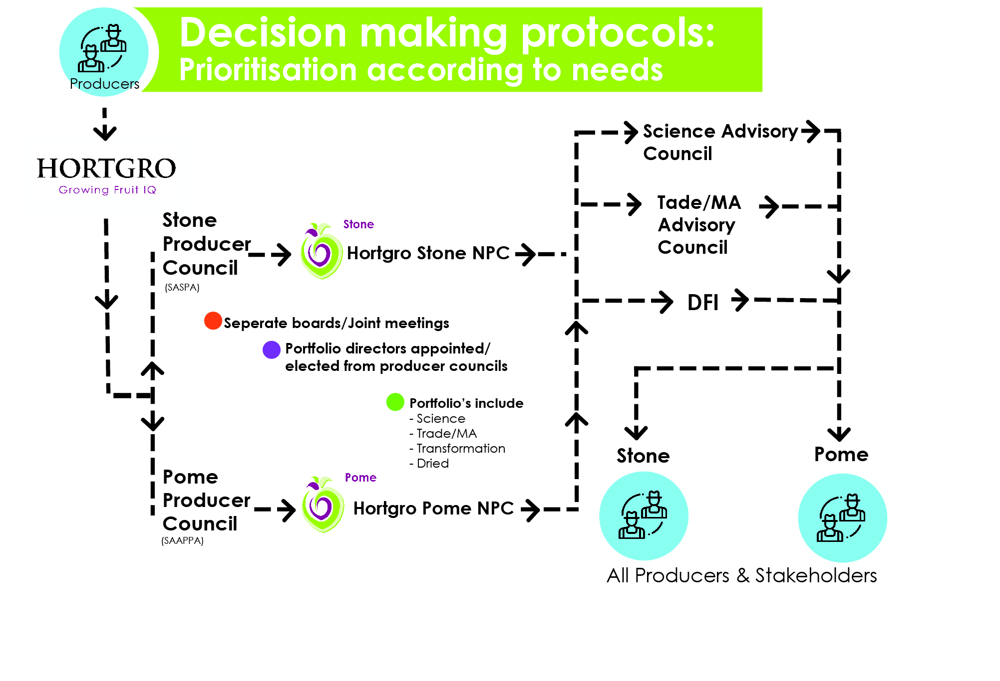 Decision making protocols:
Prioritisation according to needs
Producers
HORTGRO
Growing Fruit IQ
Stone
Producer
Council
(SASPA)
Stone
Hortgro Stone NPC
Seperate boards/Joint meetings
Portfolio directors appointed/
elected from producer councils
Portfolio’s include
- Science
- Trade/MA
- Transformation
- Dried
Pome
Producer
Council
(SAAPPA)
Pome
Hortgro Pome NPC
Science Advisory
Council
Tade/MA
Advisory
Council
DFI
Stone
Pome
All Producers & Stakeholders